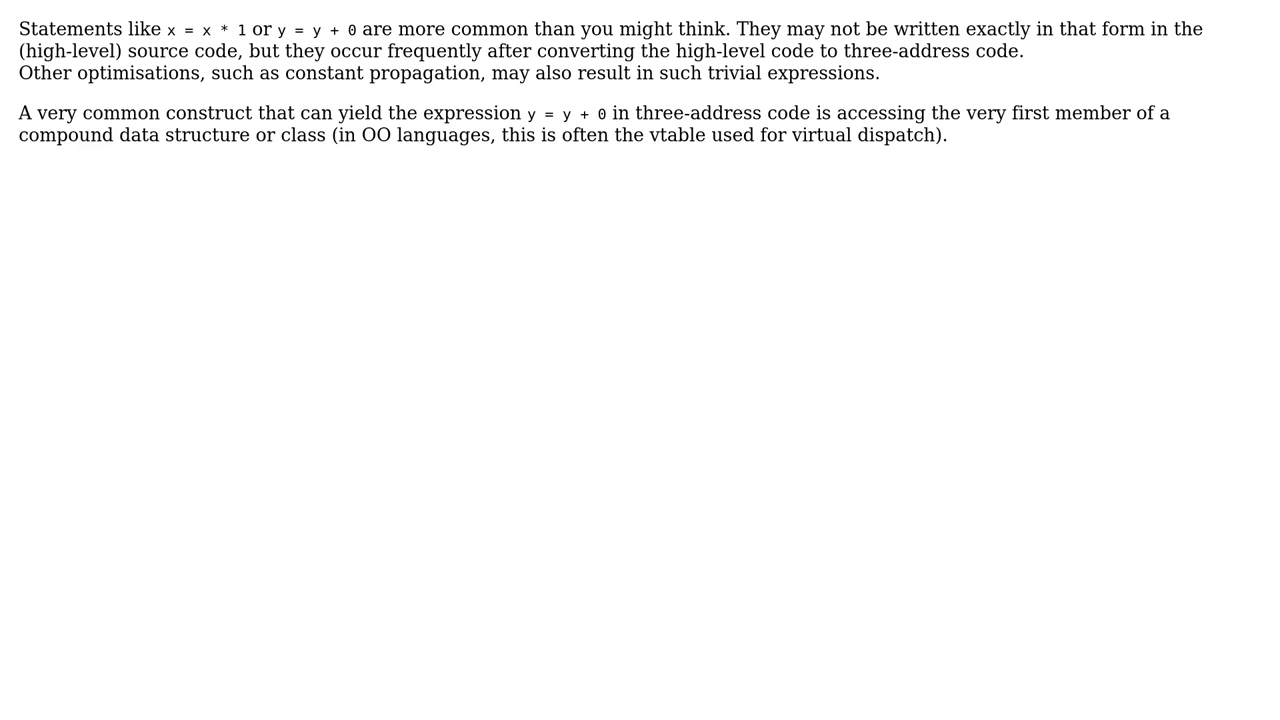 Statements like x = x * 1 or y = y + 0 are more common than you might think. They may not be written exactly in that form in the
(high-level) source code, but they occur frequently after converting the high-level code to three-address code.
Other optimisations, such as constant propagation, may also result in such trivial expressions.
A very common construct that can yield the expression y = y + 0 in three-address code is accessing the very first member of a
compound data structure or class (in OO languages, this is often the vtable used for virtual dispatch).